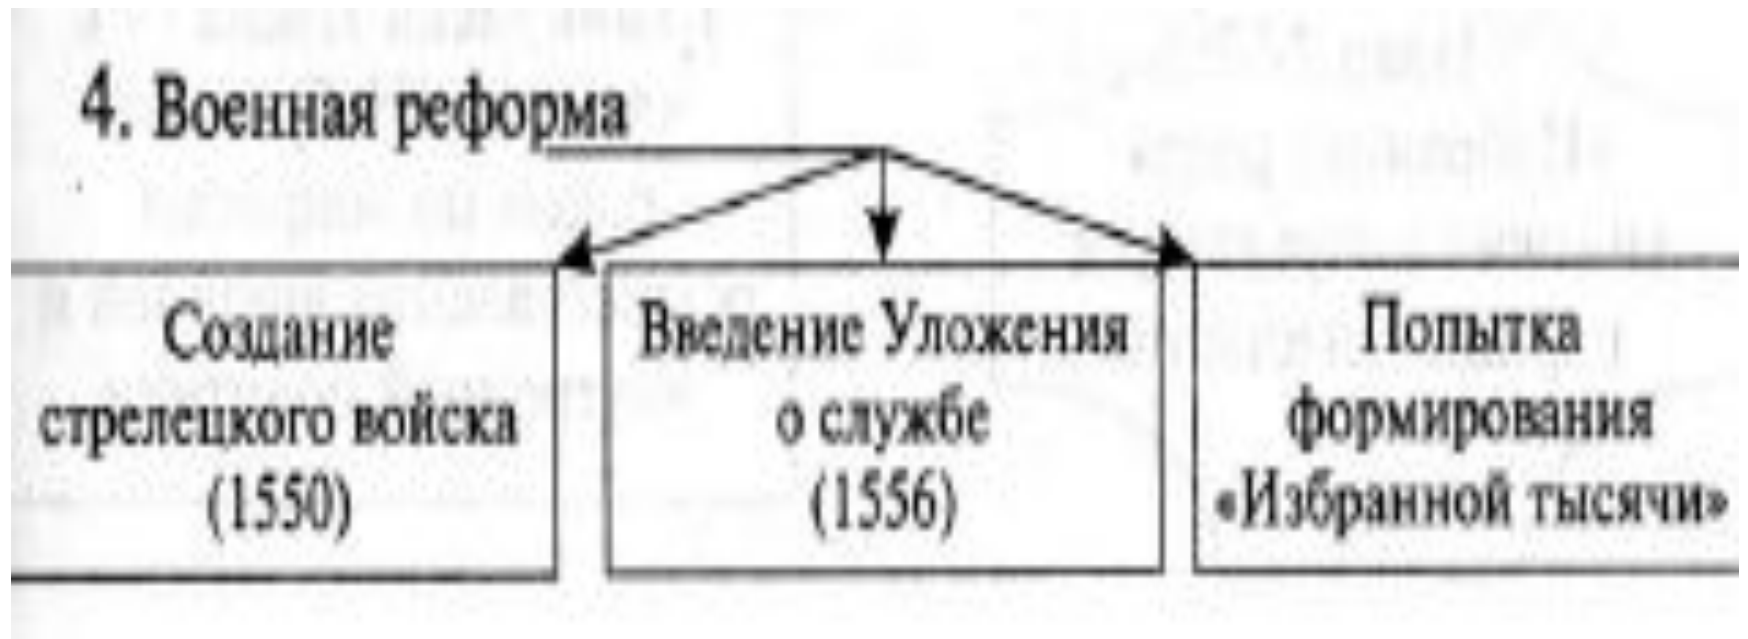 4. Военная реформа
Создание
стрелецкого войска
(1550)
Введение Уложения
о службе
(1556)
Попытка
формирования
«Избранной тысячи»